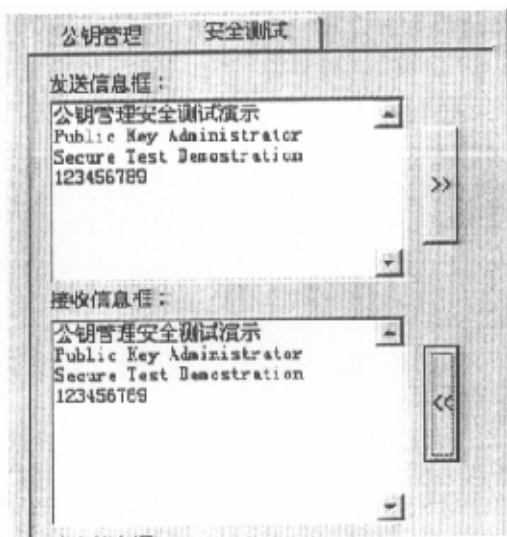 公钥管理 安全测试
发送信息框：
公钥管理安全测试演示
Public Key Administrator
Secure Test Demostration
123456789
>>
接收信息框：
公钥管理安全测试演示
Public Key Administrator
Secure Test Demostration
123456789
<<